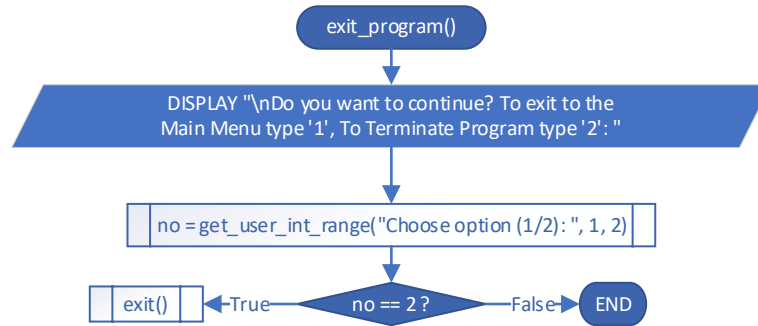 exit_program()
DISPLAY "\nDo you want to continue? To exit to the
Main Menu type '1', To Terminate Program type '2': "
no = get_user_int_range("Choose option (1/2): ", 1, 2)
exit()
True
no == 2 ?
False
END